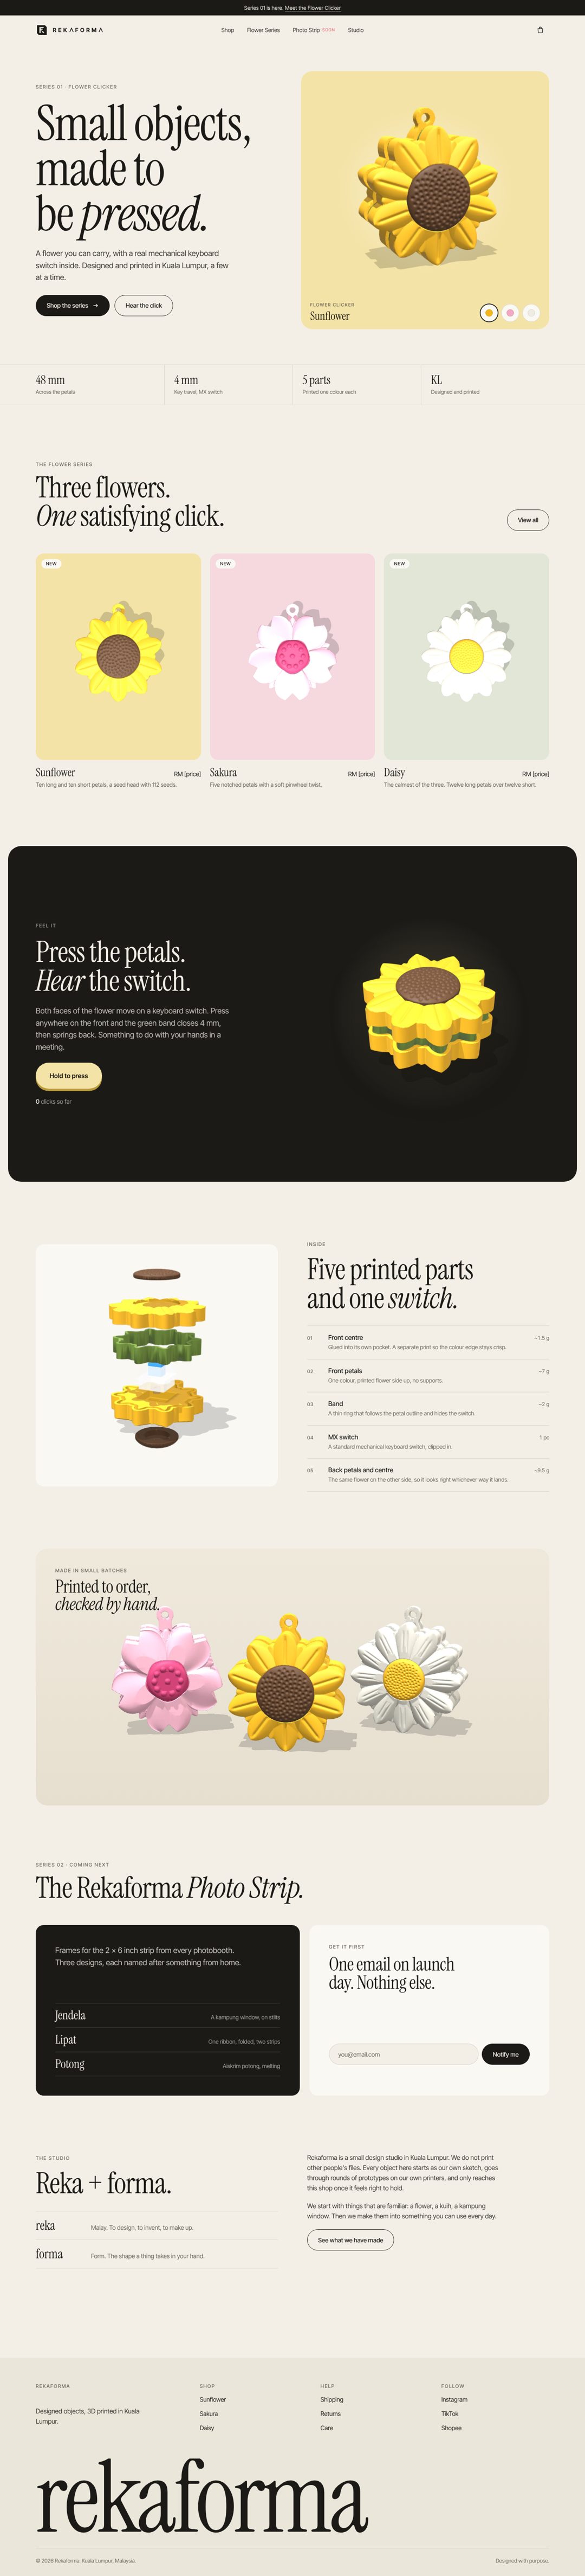 Series 01 is here. Meet the Flower Clicker
REKAFORMA
Shop
Flower Series
Photo Strip SOON
Studio
SERIES 01 · FLOWER CLICKER
Small objects,
made to
be pressed.
A flower you can carry, with a real mechanical keyboard
switch inside. Designed and printed in Kuala Lumpur, a few
at a time.
Shop the series →
Hear the click
FLOWER CLICKER
Sunflower
48 mm
Across the petals
4 mm
Key travel, MX switch
5 parts
Printed one colour each
KL
Designed and printed
THE FLOWER SERIES
Three flowers.
One satisfying click.
View all
NEW
NEW
NEW
Sunflower
RM [price]
Ten long and ten short petals, a seed head with 112 seeds.
Sakura
RM [price]
Five notched petals with a soft pinwheel twist.
Daisy
RM [price]
The calmest of the three. Twelve long petals over twelve short.
FEEL IT
Press the petals.
Hear the switch.
Both faces of the flower move on a keyboard switch. Press
anywhere on the front and the green band closes 4 mm,
then springs back. Something to do with your hands in a
meeting.
Hold to press
0 clicks so far
INSIDE
Five printed parts
and one switch.
01
Front centre
~1.5 g
Glued into its own pocket. A separate print so the colour edge stays crisp.
02
Front petals
~7 g
One colour, printed flower side up, no supports.
03
Band
~2 g
A thin ring that follows the petal outline and hides the switch.
04
MX switch
1 pc
A standard mechanical keyboard switch, clipped in.
05
Back petals and centre
~9.5 g
The same flower on the other side, so it looks right whichever way it lands.
MADE IN SMALL BATCHES
Printed to order,
checked by hand.
SERIES 02 · COMING NEXT
The Rekaforma Photo Strip.
Frames for the 2 × 6 inch strip from every photobooth.
Three designs, each named after something from home.
Jendela
A kampung window, on stilts
Lipat
One ribbon, folded, two strips
Potong
Aiskrim potong, melting
GET IT FIRST
One email on launch
day. Nothing else.
you@email.com
Notify me
THE STUDIO
Reka + forma.
reka
Malay. To design, to invent, to make up.
forma
Form. The shape a thing takes in your hand.
Rekaforma is a small design studio in Kuala Lumpur. We do not print
other people's files. Every object here starts as our own sketch, goes
through rounds of prototypes on our own printers, and only reaches
this shop once it feels right to hold.
We start with things that are familiar: a flower, a kuih, a kampung
window. Then we make them into something you can use every day.
See what we have made
REKAFORMA
Designed objects, 3D printed in Kuala
Lumpur.
SHOP
Sunflower
Sakura
Daisy
HELP
Shipping
Returns
Care
FOLLOW
Instagram
TikTok
Shopee
rekaforma
© 2026 Rekaforma. Kuala Lumpur, Malaysia.
Designed with purpose.